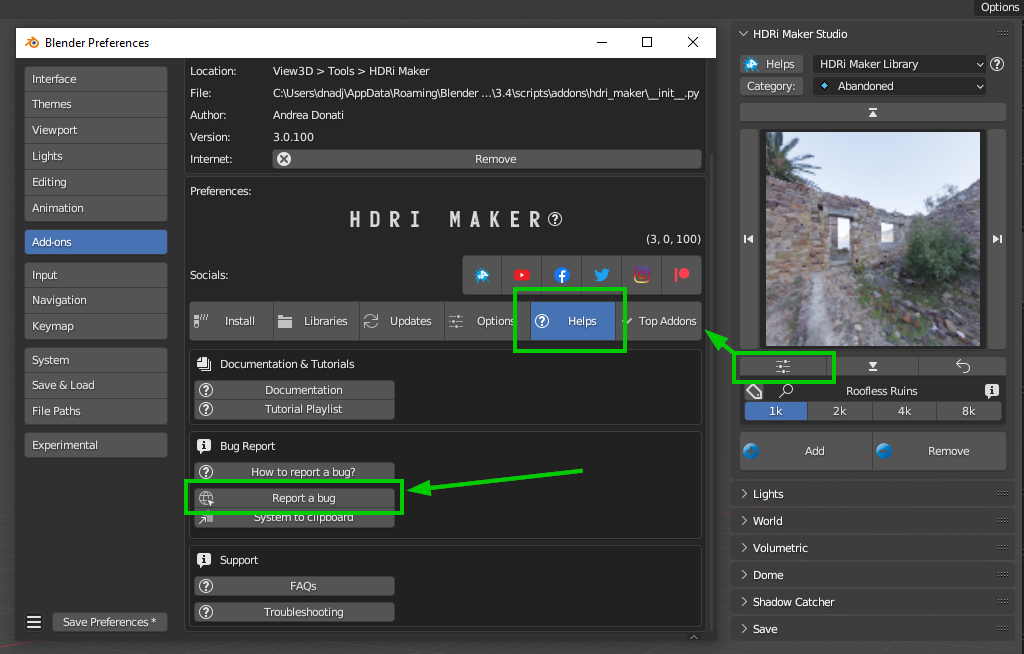 Options
Blender Preferences
Interface
Themes
Viewport
Lights
Editing
Animation
Add-ons
Input
Navigation
Keymap
System
Save & Load
File Paths
Experimental
Save Preferences *
Location: View3D > Tools > HDRi Maker
File: C:\Users\dnadj\AppData\Roaming\Blender ...\3.4\scripts\addons\hdri_maker\__init__.py
Author: Andrea Donati
Version: 3.0.100
Internet: Remove
Preferences:
HDRI MAKER
(3, 0, 100)
Socials:
Install Libraries Updates Options Helps Top Addons
Documentation & Tutorials
Documentation
Tutorial Playlist
Bug Report
How to report a bug?
Report a bug
System to clipboard
Support
FAQs
Troubleshooting
HDRi Maker Studio
Helps HDRi Maker Library
Category: Abandoned
Roofless Ruins
1k 2k 4k 8k
Add Remove
Lights
World
Volumetric
Dome
Shadow Catcher
Save